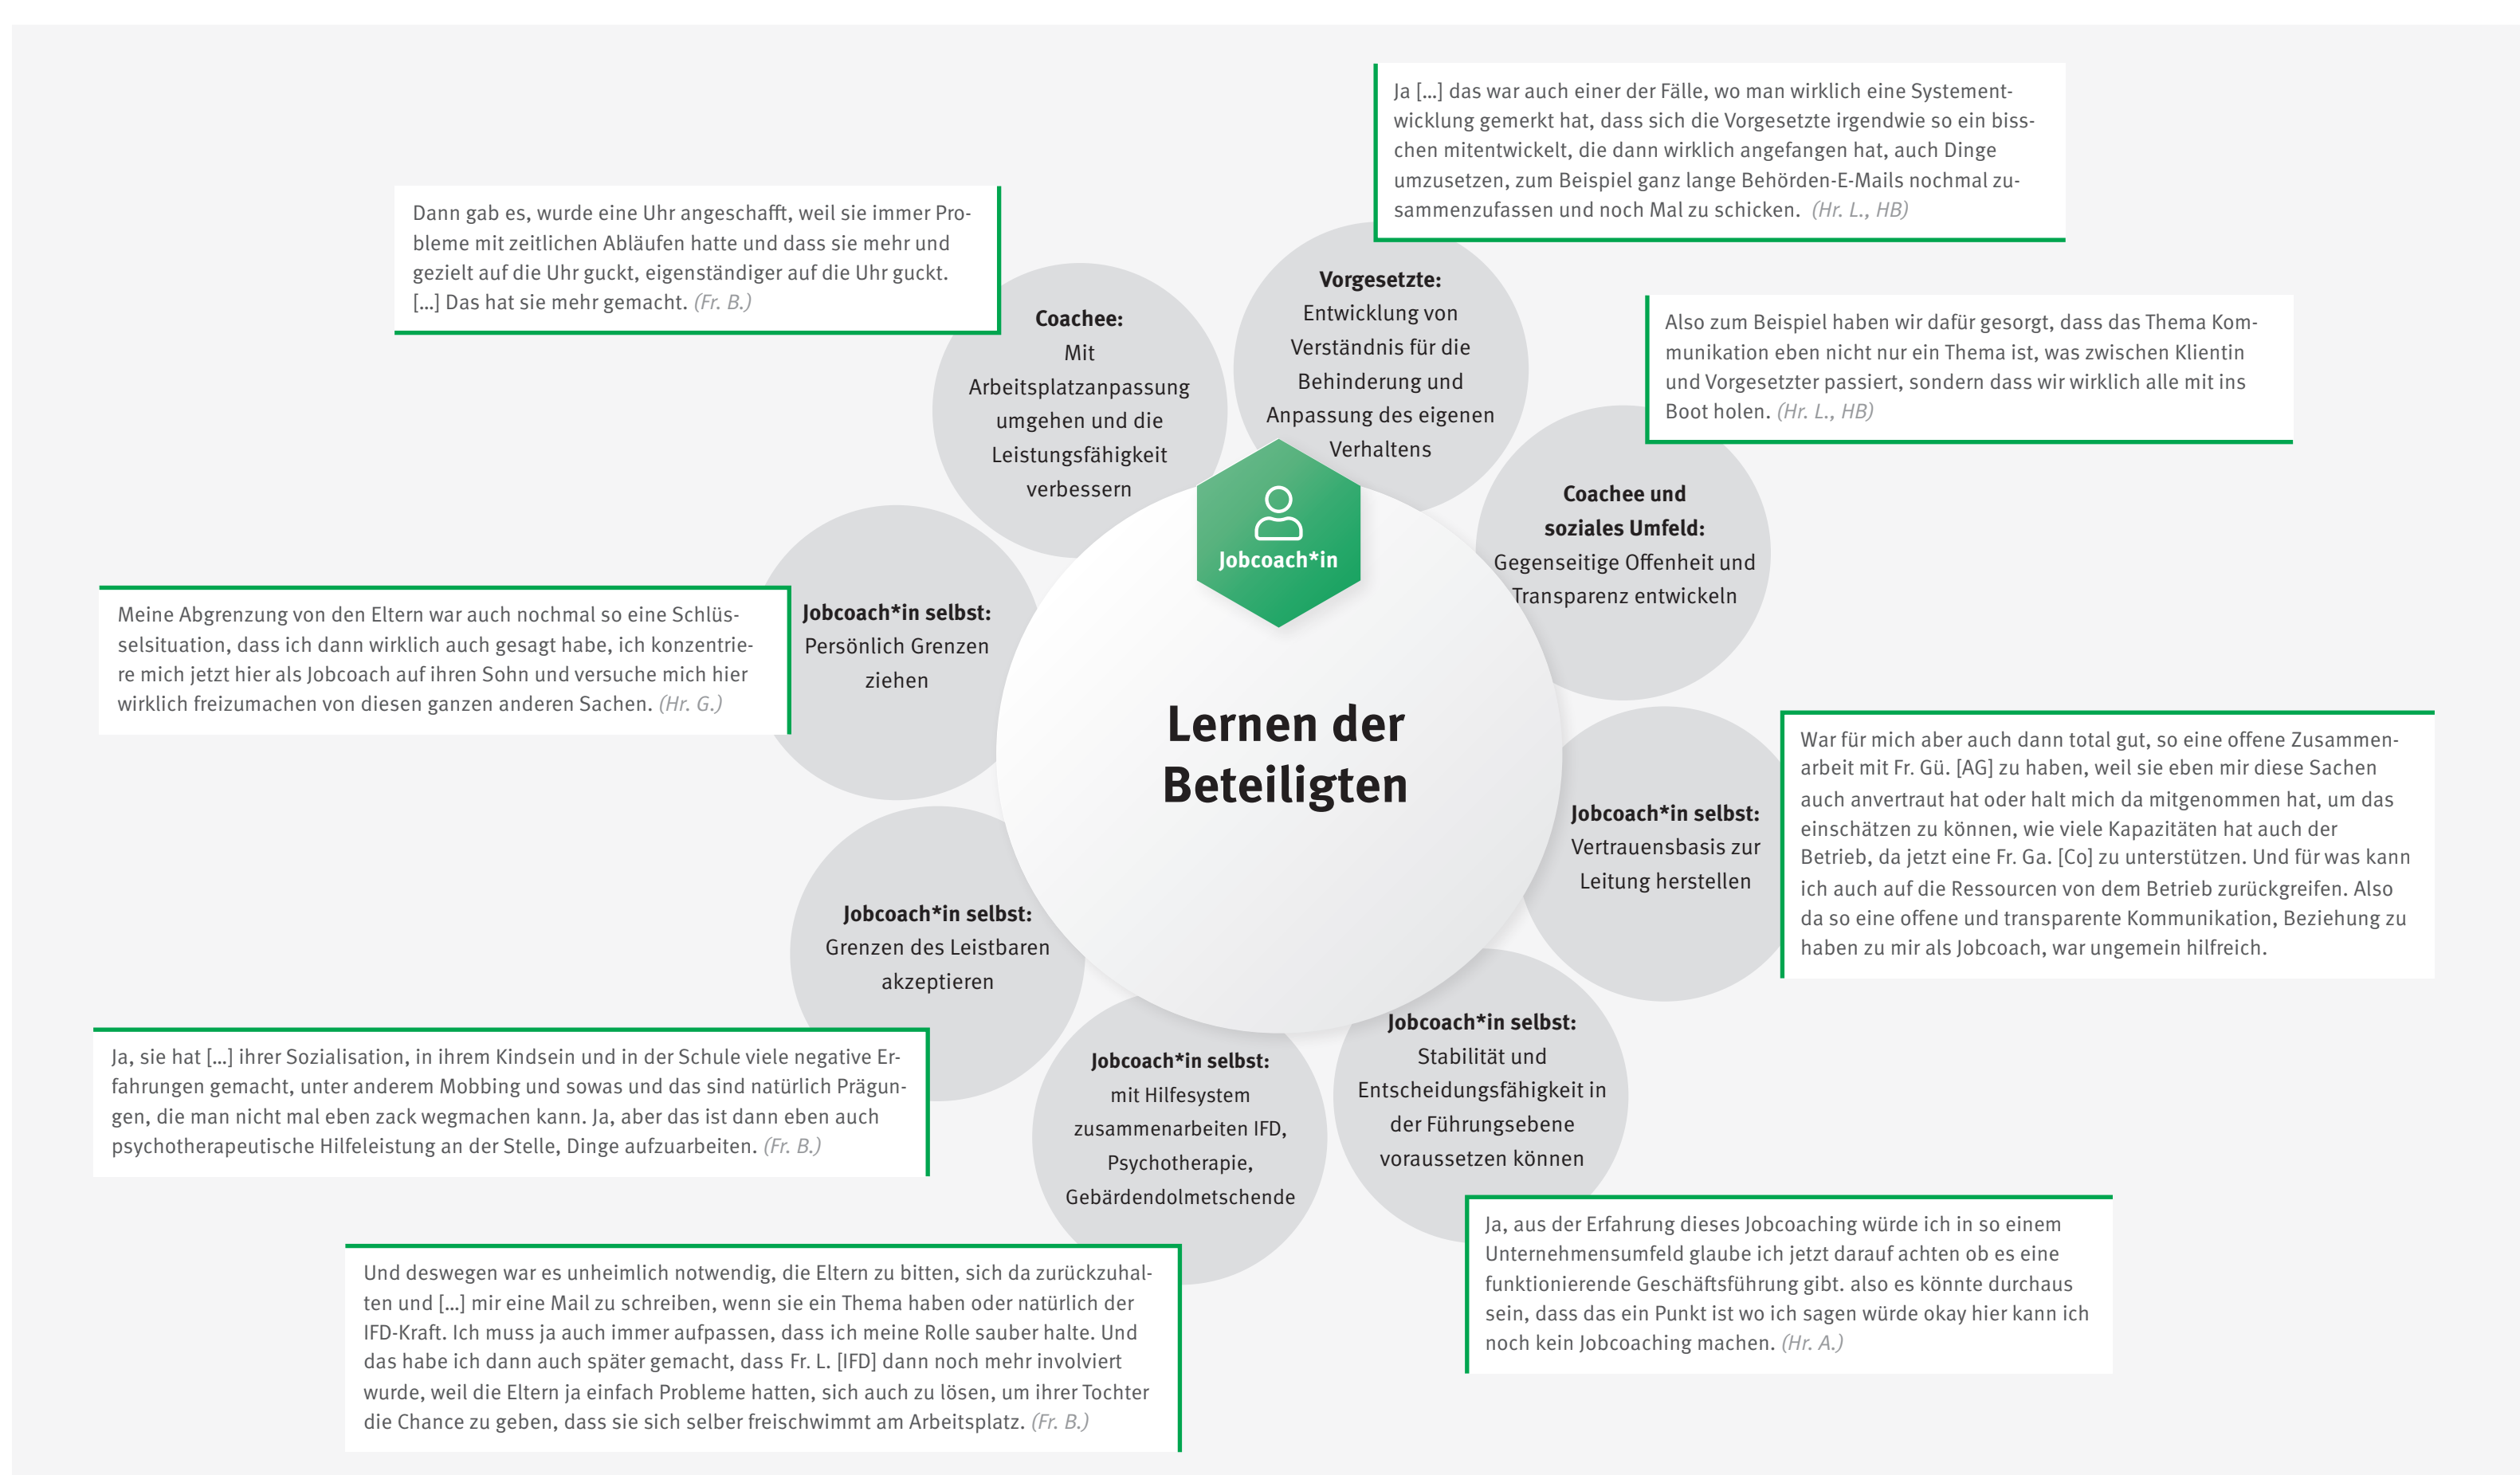 Ja […] das war auch einer der Fälle, wo man wirklich eine Systement-
wicklung gemerkt hat, dass sich die Vorgesetzte irgendwie so ein biss-
chen mitentwickelt, die dann wirklich angefangen hat, auch Dinge
umzusetzen, zum Beispiel ganz lange Behörden-E-Mails nochmal zu-
sammenzufassen und noch Mal zu schicken. (Hr. L., HB)
Dann gab es, wurde eine Uhr angeschafft, weil sie immer Pro-
bleme mit zeitlichen Abläufen hatte und dass sie mehr und
gezielt auf die Uhr guckt, eigenständiger auf die Uhr guckt.
[…] Das hat sie mehr gemacht. (Fr. B.)
Vorgesetzte:
Entwicklung von
Verständnis für die
Behinderung und
Anpassung des eigenen
Verhaltens
Coachee:
Mit
Arbeitsplatzanpassung
umgehen und die
Leistungsfähigkeit
verbessern
Also zum Beispiel haben wir dafür gesorgt, dass das Thema Kom-
munikation eben nicht nur ein Thema ist, was zwischen Klientin
und Vorgesetzter passiert, sondern dass wir wirklich alle mit ins
Boot holen. (Hr. L., HB)
Coachee und
soziales Umfeld:
Gegenseitige Offenheit und
Transparenz entwickeln
Jobcoach*in
Meine Abgrenzung von den Eltern war auch nochmal so eine Schlüs-
selsituation, dass ich dann wirklich auch gesagt habe, ich konzentrie-
re mich jetzt hier als Jobcoach auf ihren Sohn und versuche mich hier
wirklich freizumachen von diesen ganzen anderen Sachen. (Hr. G.)
Jobcoach*in selbst:
Persönlich Grenzen
ziehen
Lernen der
Beteiligten
Jobcoach*in selbst:
Vertrauensbasis zur
Leitung herstellen
War für mich aber auch dann total gut, so eine offene Zusammen-
arbeit mit Fr. Gü. [AG] zu haben, weil sie eben mir diese Sachen
auch anvertraut hat oder halt mich da mitgenommen hat, um das
einschätzen zu können, wie viele Kapazitäten hat auch der
Betrieb, da jetzt eine Fr. Ga. [Co] zu unterstützen. Und für was kann
ich auch auf die Ressourcen von dem Betrieb zurückgreifen. Also
da so eine offene und transparente Kommunikation, Beziehung zu
haben zu mir als Jobcoach, war ungemein hilfreich.
Jobcoach*in selbst:
Grenzen des Leistbaren
akzeptieren
Ja, sie hat […] ihrer Sozialisation, in ihrem Kindsein und in der Schule viele negative Er-
fahrungen gemacht, unter anderem Mobbing und sowas und das sind natürlich Prägun-
gen, die man nicht mal eben zack wegmachen kann. Ja, aber das ist dann eben auch
psychotherapeutische Hilfeleistung an der Stelle, Dinge aufzuarbeiten. (Fr. B.)
Jobcoach*in selbst:
mit Hilfesystem
zusammenarbeiten IFD,
Psychotherapie,
Gebärdendolmetschende
Jobcoach*in selbst:
Stabilität und
Entscheidungsfähigkeit in
der Führungsebene
voraussetzen können
Und deswegen war es unheimlich notwendig, die Eltern zu bitten, sich da zurückzuhal-
ten und […] mir eine Mail zu schreiben, wenn sie ein Thema haben oder natürlich der
IFD-Kraft. Ich muss ja auch immer aufpassen, dass ich meine Rolle sauber halte. Und
das habe ich dann auch später gemacht, dass Fr. L. [IFD] dann noch mehr involviert
wurde, weil die Eltern ja einfach Probleme hatten, sich auch zu lösen, um ihrer Tochter
die Chance zu geben, dass sie sich selber freischwimmt am Arbeitsplatz. (Fr. B.)
Ja, aus der Erfahrung dieses Jobcoaching würde ich in so einem
Unternehmensumfeld glaube ich jetzt darauf achten ob es eine
funktionierende Geschäftsführung gibt. also es könnte durchaus
sein, dass das ein Punkt ist wo ich sagen würde okay hier kann ich
noch kein Jobcoaching machen. (Hr. A.)